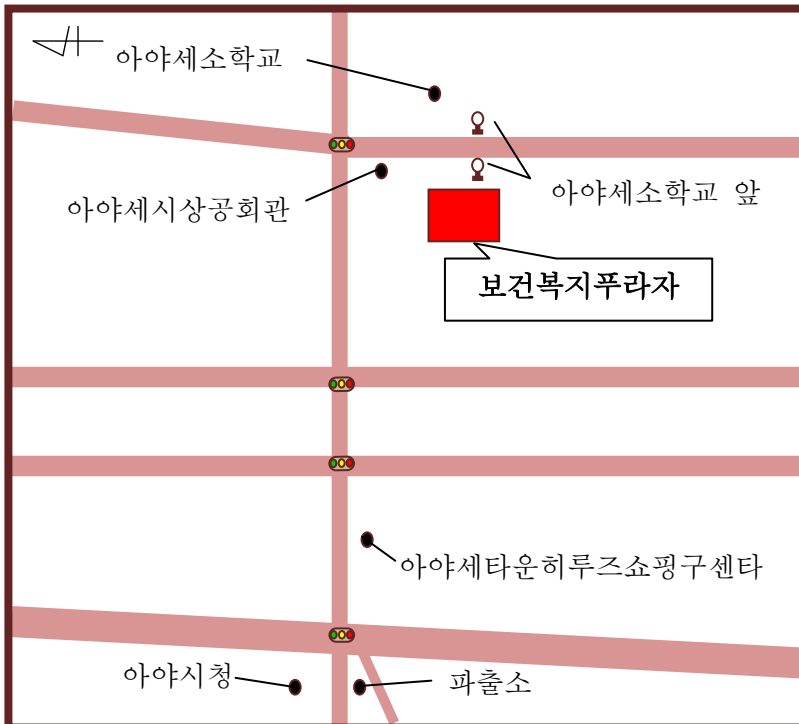 아야세소학교
아야세소학교 앞
아야세시상공회관
보건복지푸라자
아야세타운히루즈쇼핑구센타
아야시청
파출소